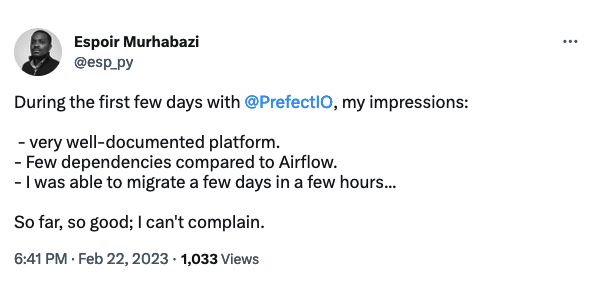 Espoir Murhabazi
@esp_py
During the first few days with @PrefectIO, my impressions:
- very well-documented platform.
- Few dependencies compared to Airflow.
- I was able to migrate a few days in a few hours...
So far, so good; I can't complain.
6:41 PM · Feb 22, 2023 · 1,033 Views